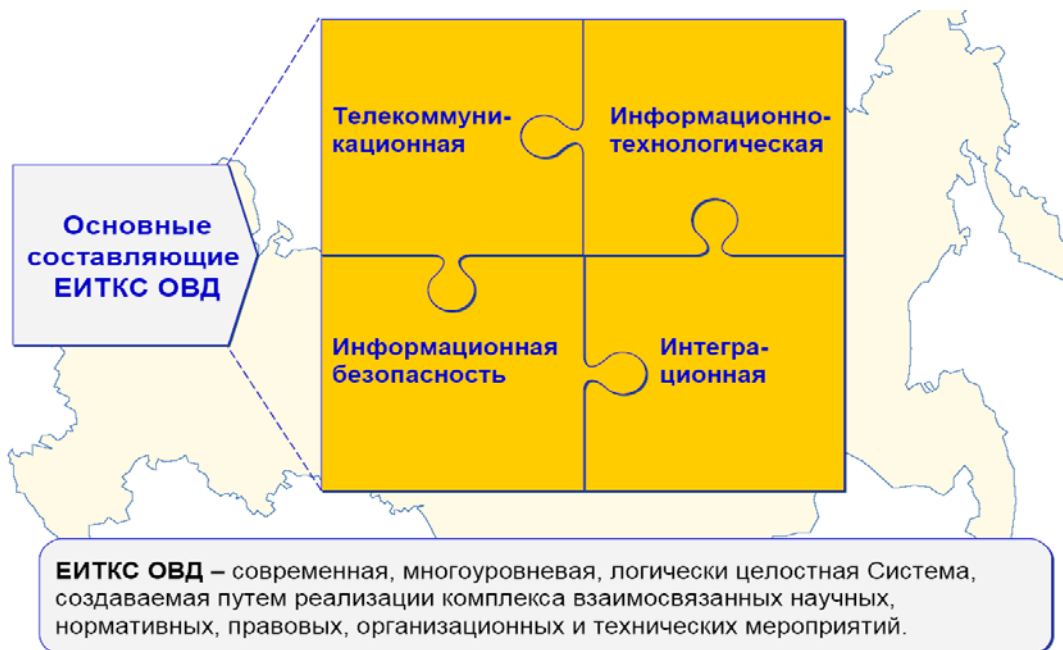 Основные
составляющие
ЕИТКС ОВД
Телекоммуни-
кационная
Информационно-
технологическая
Информационная
безопасность
Интегра-
ционная
ЕИТКС ОВД – современная, многоуровневая, логически целостная Система,
создаваемая путем реализации комплекса взаимосвязанных научных,
нормативных, правовых, организационных и технических мероприятий.